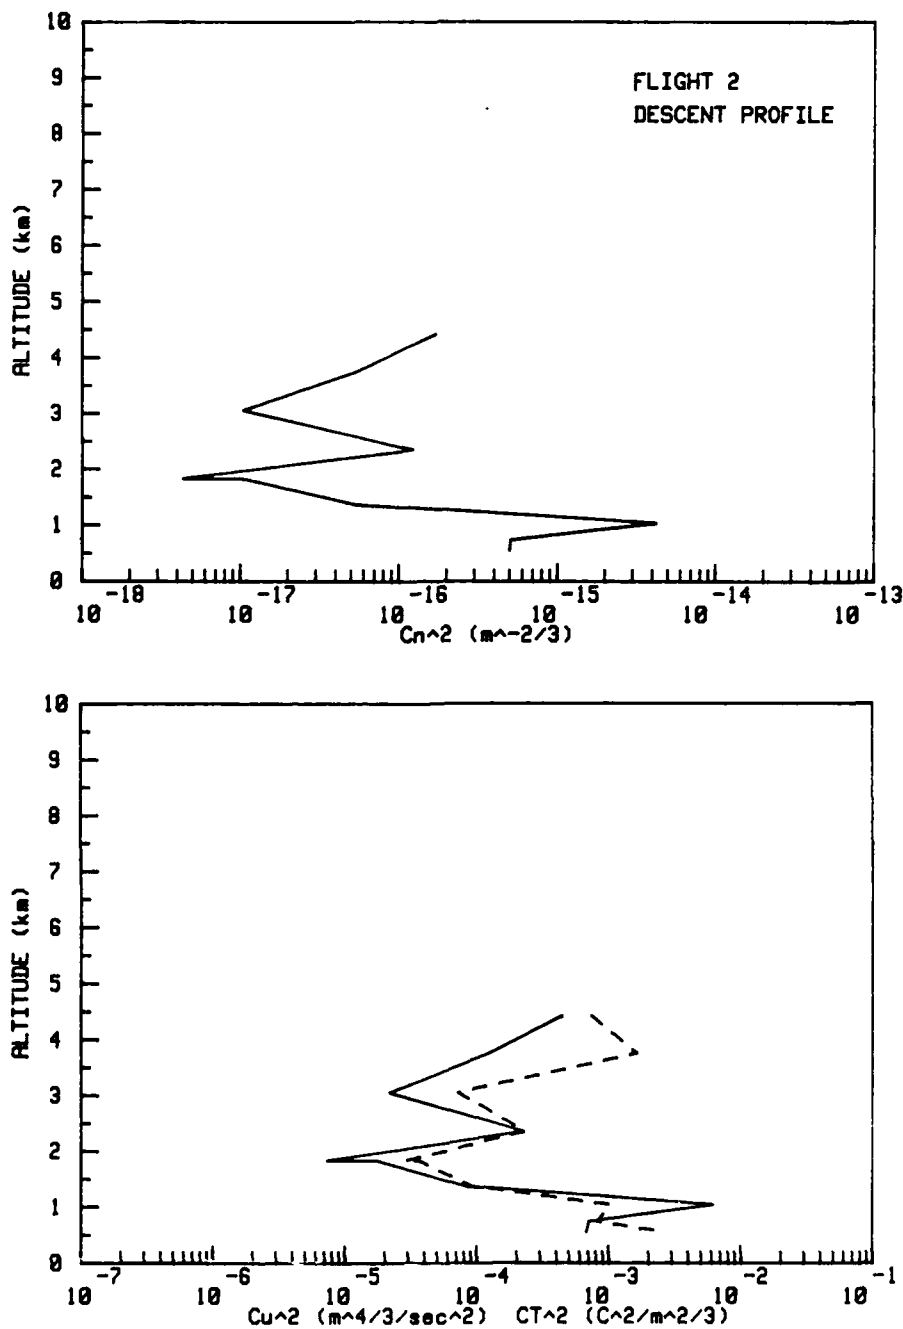 10
9
8
7
6
5
4
3
2
1
0
ALTITUDE (km)
FLIGHT 2
DESCENT PROFILE
10^-18 10^-17 10^-16 10^-15 10^-14 10^-13
Cn^2 (m^-2/3)
10
9
8
7
6
5
4
3
2
1
0
ALTITUDE (km)
10^-7 10^-6 10^-5 10^-4 10^-3 10^-2 10^-1
Cu^2 (m^4/3/sec^2) CT^2 (C^2/m^2/3)